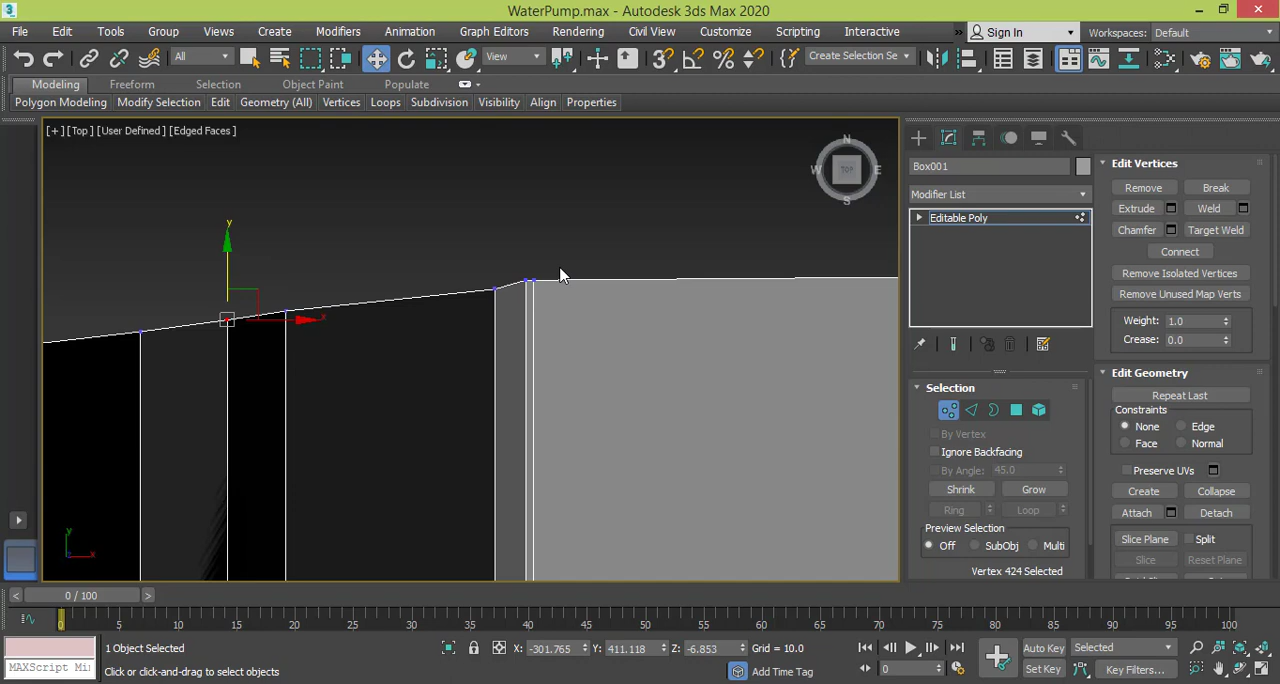 WaterPump.max - Autodesk 3ds Max 2020
File Edit Tools Group Views Create Modifiers Animation Graph Editors Rendering Civil View Customize Scripting Interactive Sign In Workspaces: Default
All View Create Selection Se
Modeling Freeform Selection Object Paint Populate
Polygon Modeling Modify Selection Edit Geometry (All) Vertices Loops Subdivision Visibility Align Properties
[+] [Top] [User Defined] [Edged Faces]
N
W TOP E
S
y
x
y
x
Box001
Modifier List
Editable Poly
Selection
By Vertex
Ignore Backfacing
By Angle: 45.0
Shrink Grow
Ring Loop
Preview Selection
Off SubObj Multi
Vertex 424 Selected
Edit Vertices
Remove Break
Extrude Weld
Chamfer Target Weld
Connect
Remove Isolated Vertices
Remove Unused Map Verts
Weight: 1.0
Crease: 0.0
Edit Geometry
Repeat Last
Constraints
None Edge
Face Normal
Preserve UVs
Create Collapse
Attach Detach
Slice Plane Split
Slice Reset Plane
< 0 / 100 >
0 5 10 15 20 25 30 35 40 45 50 55 60 65 70 75 80 85 90 95 100
1 Object Selected X: -301.765 Y: 411.118 Z: -6.853 Grid = 10.0 Auto Key Selected
MAXScript Mi Click or click-and-drag to select objects Add Time Tag 0 Set Key Key Filters...